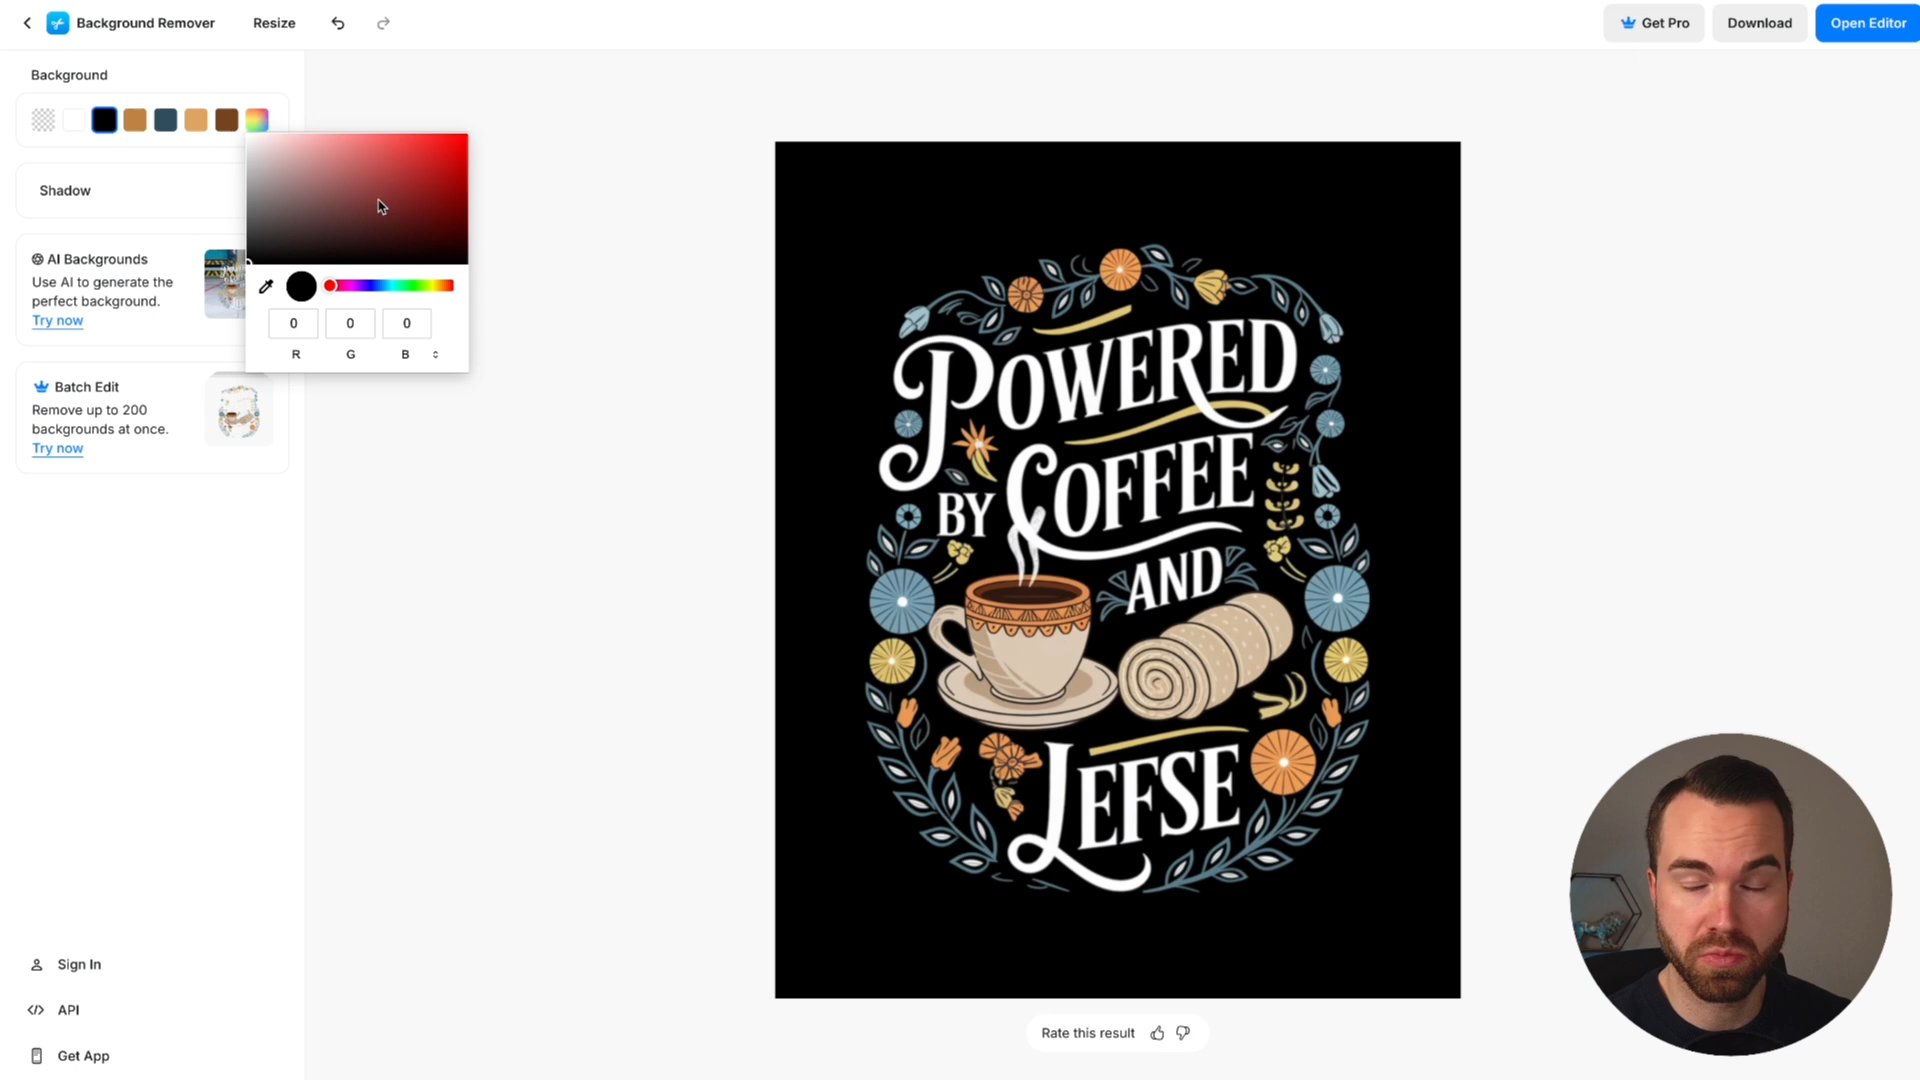 Background Remover
Resize
Get Pro
Download
Open Editor
Background
Shadow
AI Backgrounds
Use AI to generate the
perfect background.
Try now
0 0 0
R G B
Batch Edit
Remove up to 200
backgrounds at once.
Try now
POWERED
BY COFFEE
AND
LEFSE
Sign In
API
Get App
Rate this result